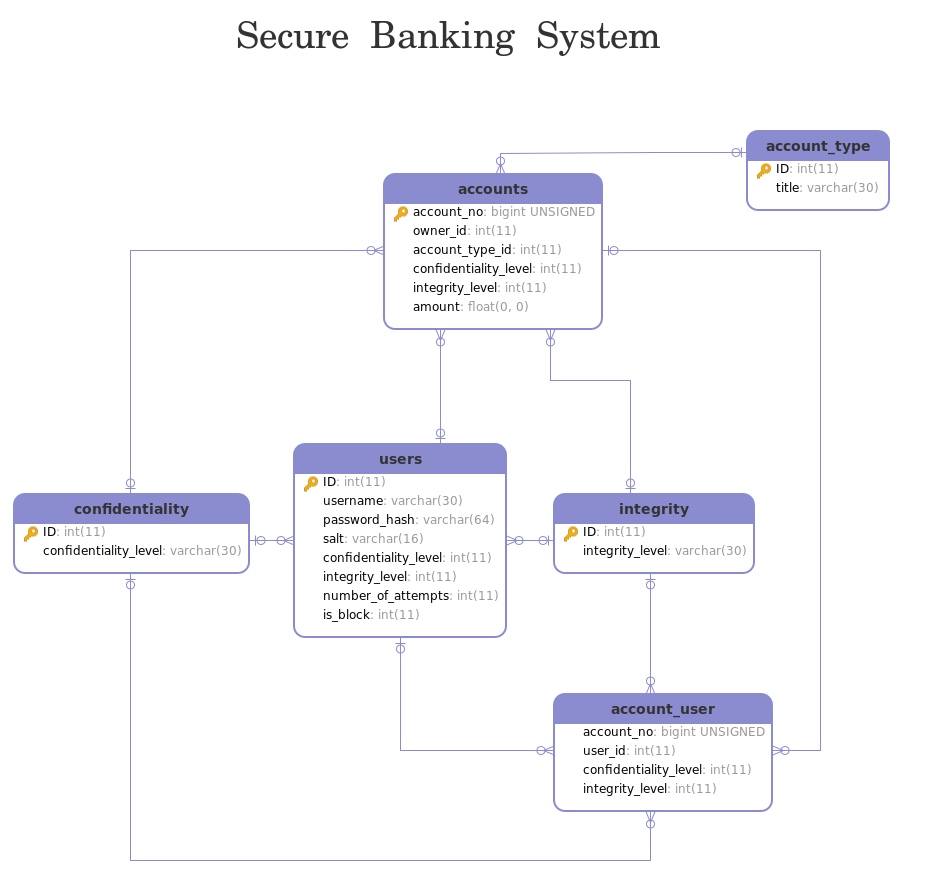 Secure Banking System
account_type
ID: int(11)
title: varchar(30)
accounts
account_no: bigint UNSIGNED
owner_id: int(11)
account_type_id: int(11)
confidentiality_level: int(11)
integrity_level: int(11)
amount: float(0, 0)
users
ID: int(11)
username: varchar(30)
password_hash: varchar(64)
salt: varchar(16)
confidentiality_level: int(11)
integrity_level: int(11)
number_of_attempts: int(11)
is_block: int(11)
confidentiality
ID: int(11)
confidentiality_level: varchar(30)
integrity
ID: int(11)
integrity_level: varchar(30)
account_user
account_no: bigint UNSIGNED
user_id: int(11)
confidentiality_level: int(11)
integrity_level: int(11)